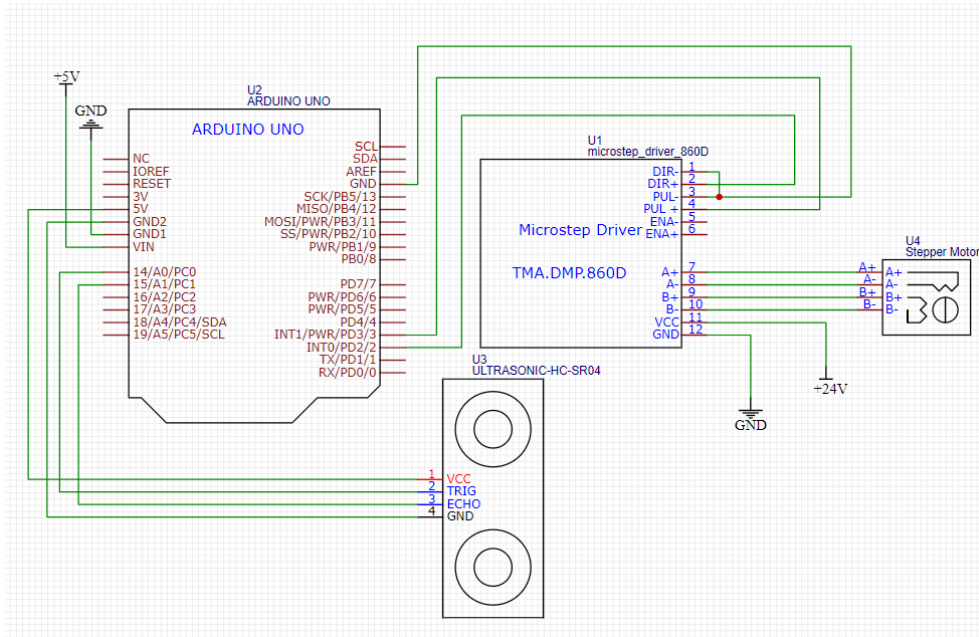 +5V
GND
U2
ARDUINO UNO
ARDUINO UNO
NC
IOREF
RESET
3V
5V
GND2
GND1
VIN
14/A0/PC0
15/A1/PC1
16/A2/PC2
17/A3/PC3
18/A4/PC4/SDA
19/A5/PC5/SCL
SCL
SDA
AREF
GND
SCK/PB5/13
MISO/PB4/12
MOSI/PWR/PB3/11
SS/PWR/PB2/10
PWR/PB1/9
PB0/8
PD7/7
PWR/PD6/6
PWR/PD5/5
PD4/4
INT1/PWR/PD3/3
INT0/PD2/2
TX/PD1/1
RX/PD0/0
U1
microstep_driver_860D
Microstep Driver
TMA.DMP.860D
DIR- 1
DIR+ 2
PUL- 3
PUL + 4
ENA- 5
ENA+ 6
A+ 7
A- 8
B+ 9
B- 10
VCC 11
GND 12
U4
Stepper Motor
A+ A+
A- A-
B+ B+
B- B-
+24V
GND
U3
ULTRASONIC-HC-SR04
1 VCC
2 TRIG
3 ECHO
4 GND